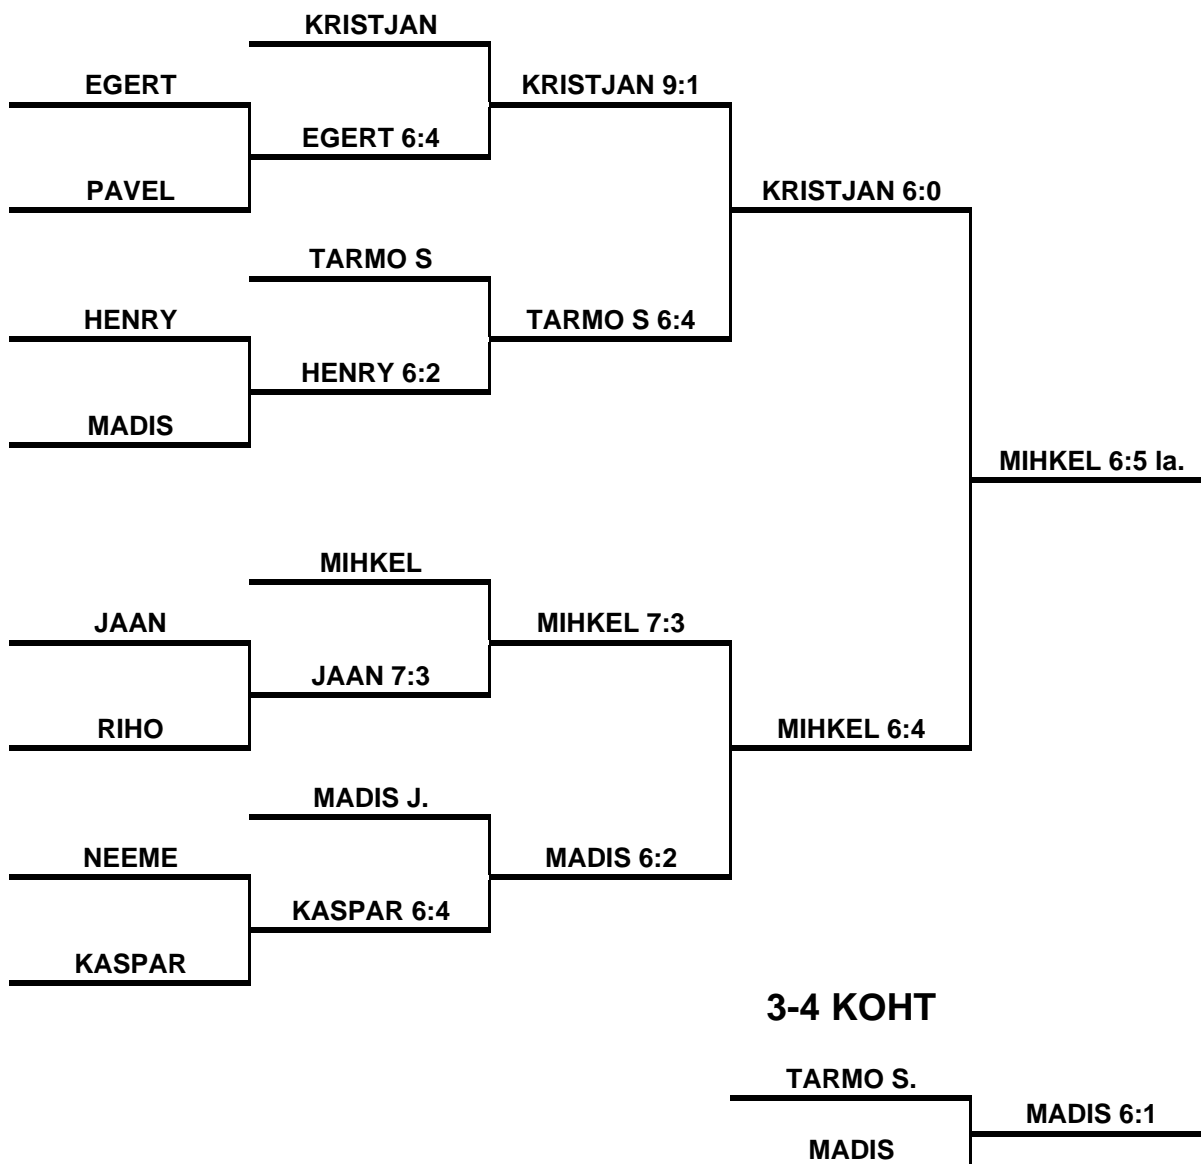 KRISTJAN
EGERT
KRISTJAN 9:1
EGERT 6:4
PAVEL
KRISTJAN 6:0
TARMO S
HENRY
TARMO S 6:4
HENRY 6:2
MADIS
MIHKEL 6:5 la.
MIHKEL
JAAN
MIHKEL 7:3
JAAN 7:3
RIHO
MIHKEL 6:4
MADIS J.
NEEME
MADIS 6:2
KASPAR 6:4
KASPAR
3-4 KOHT
TARMO S.
MADIS 6:1
MADIS